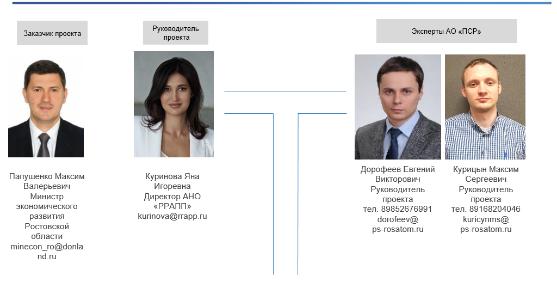 Заказчик проекта
Руководитель
проекта
Эксперты АО «ПСР»
Папушенко Максим
Валерьевич
Министр
экономического
развития
Ростовской
области
minecon_ro@donla
nd.ru
Куринова Яна
Игоревна
Директор АНО
«РРАПП»
kurinova@rrapp.ru
Дорофеев Евгений
Викторович
Руководитель
проекта
тел. 89852676991
dorofeev@
ps-rosatom.ru
Курицын Максим
Сергеевич
Руководитель
проекта
тел. 89168204046
kuricynms@
ps-rosatom.ru